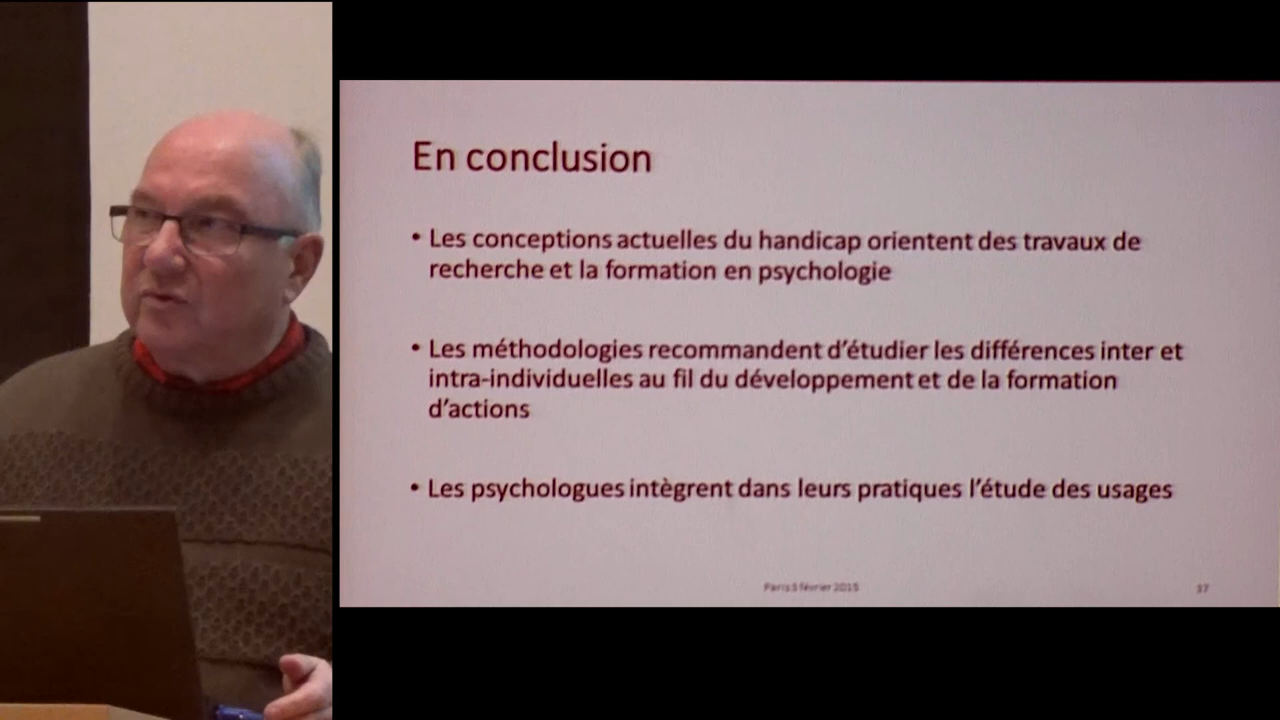 En conclusion
• Les conceptions actuelles du handicap orientent des travaux de
recherche et la formation en psychologie
• Les méthodologies recommandent d'étudier les différences inter et
intra-individuelles au fil du développement et de la formation
d'actions
• Les psychologues intègrent dans leurs pratiques l'étude des usages
Paris 5 février 2015
37